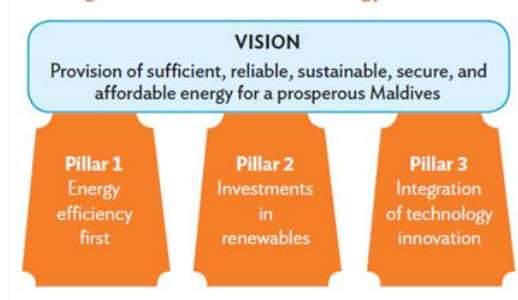 VISION
Provision of sufficient, reliable, sustainable, secure, and
affordable energy for a prosperous Maldives
Pillar 1
Energy
efficiency
first
Pillar 2
Investments
in
renewables
Pillar 3
Integration
of technology
innovation